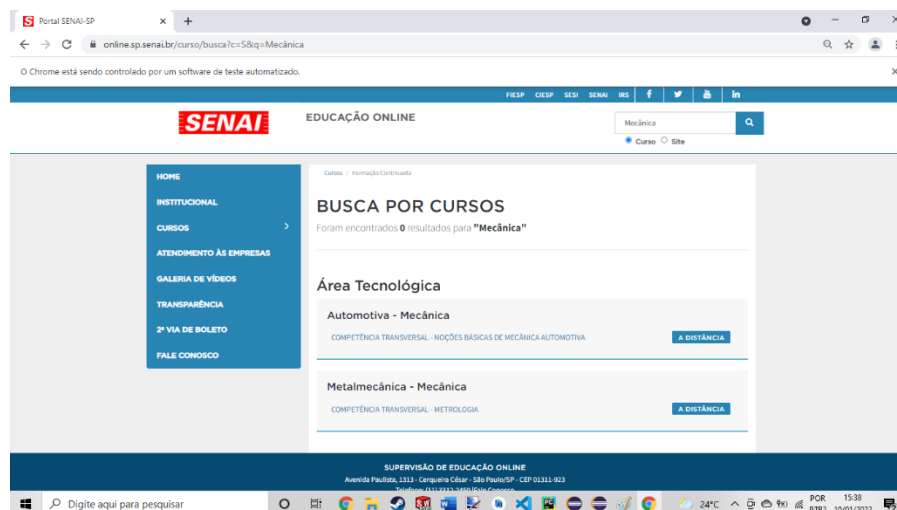 Portal SENAI-SP
online.sp.senai.br/curso/busca?c=S&q=Mecânica
O Chrome está sendo controlado por um software de teste automatizado.
FIESP CIESP SESI SENAI IRS
SENAI
EDUCAÇÃO ONLINE
Mecânica
Curso Site
HOME
INSTITUCIONAL
CURSOS
ATENDIMENTO ÀS EMPRESAS
GALERIA DE VÍDEOS
TRANSPARÊNCIA
2ª VIA DE BOLETO
FALE CONOSCO
Cursos / Formação Continuada
BUSCA POR CURSOS
Foram encontrados 0 resultados para "Mecânica"
Área Tecnológica
Automotiva - Mecânica
COMPETÊNCIA TRANSVERSAL - NOÇÕES BÁSICAS DE MECÂNICA AUTOMOTIVA
A DISTÂNCIA
Metalmecânica - Mecânica
COMPETÊNCIA TRANSVERSAL - METROLOGIA
A DISTÂNCIA
SUPERVISÃO DE EDUCAÇÃO ONLINE
Avenida Paulista, 1313 - Cerqueira César - São Paulo/SP - CEP 01311-923
Digite aqui para pesquisar
24°C
POR
15:38
10/01/2022